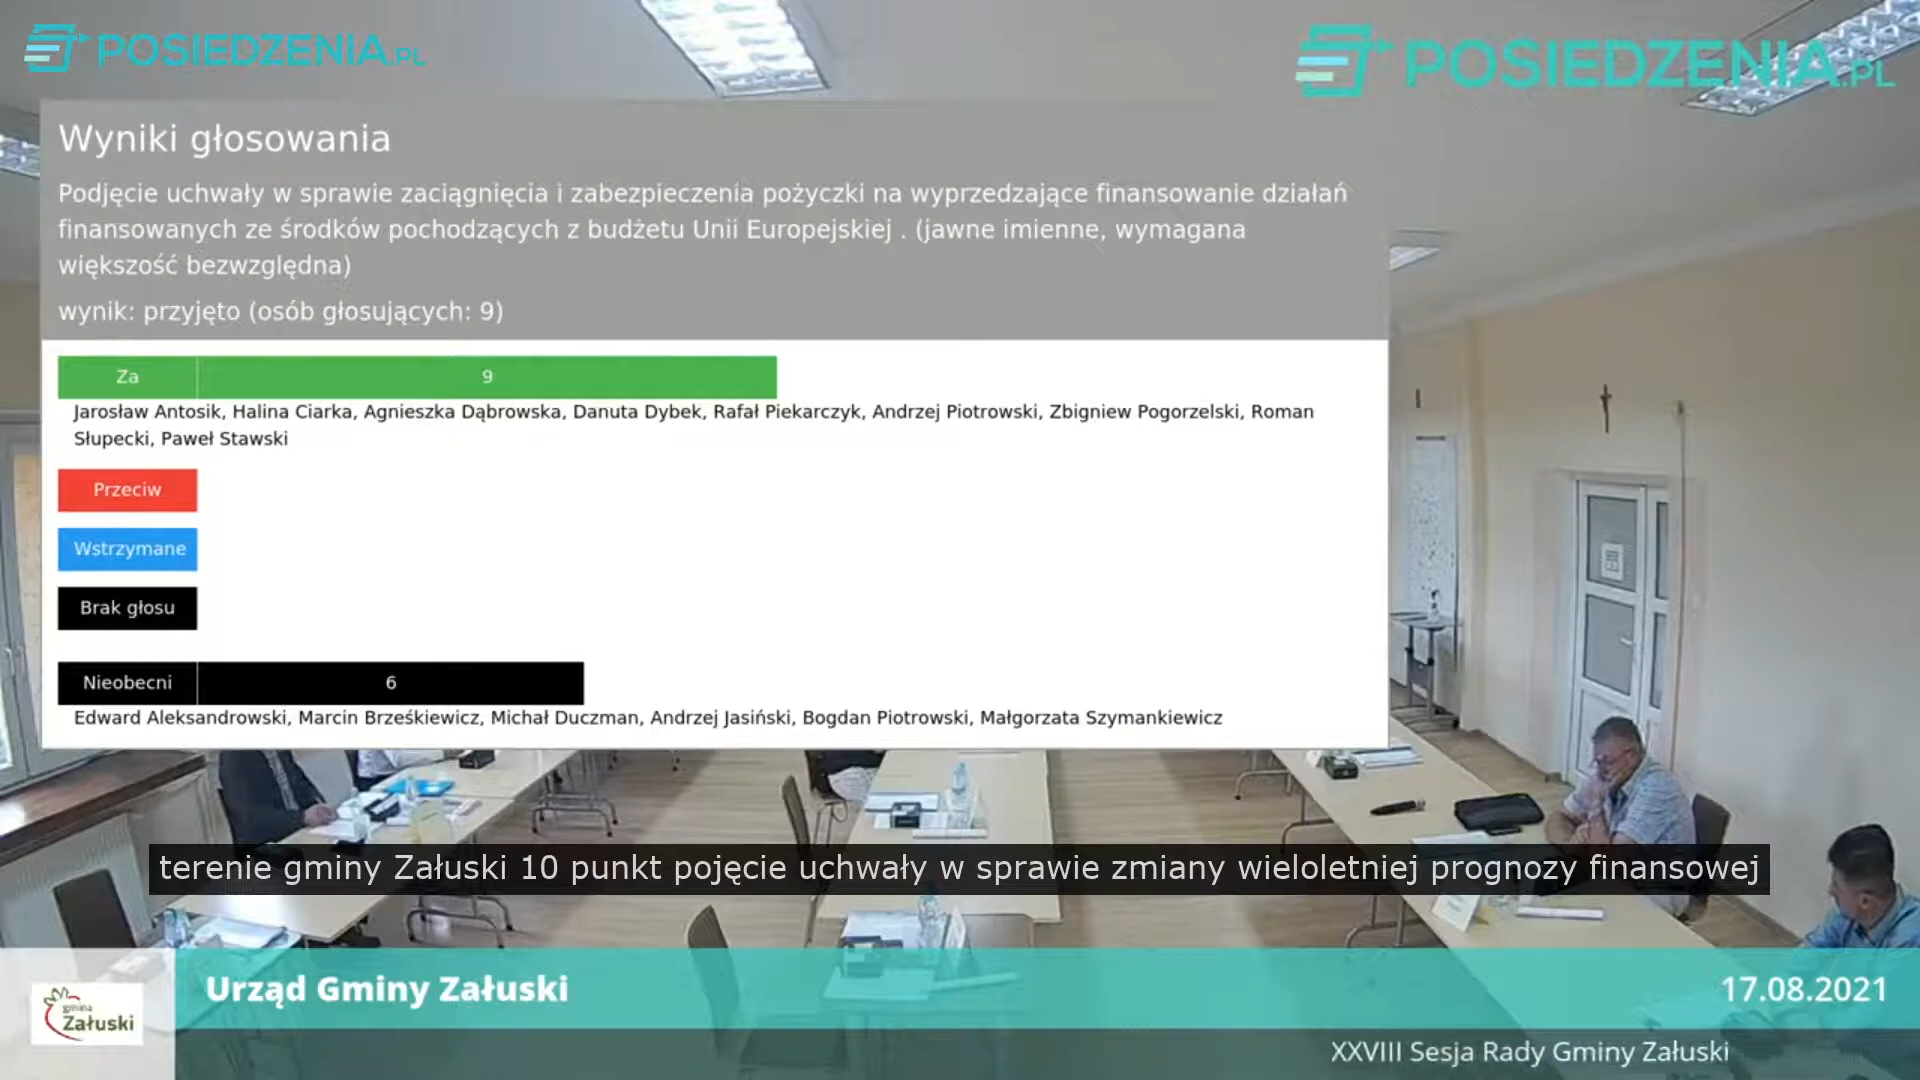 POSIEDZENIA.PL
POSIEDZENIA.PL
Wyniki głosowania
Podjęcie uchwały w sprawie zaciągnięcia i zabezpieczenia pożyczki na wyprzedzające finansowanie działań
finansowanych ze środków pochodzących z budżetu Unii Europejskiej . (jawne imienne, wymagana
większość bezwzględna)
wynik: przyjęto (osób głosujących: 9)
Za 9
Jarosław Antosik, Halina Ciarka, Agnieszka Dąbrowska, Danuta Dybek, Rafał Piekarczyk, Andrzej Piotrowski, Zbigniew Pogorzelski, Roman
Słupecki, Paweł Stawski
Przeciw
Wstrzymane
Brak głosu
Nieobecni 6
Edward Aleksandrowski, Marcin Brześkiewicz, Michał Duczman, Andrzej Jasiński, Bogdan Piotrowski, Małgorzata Szymankiewicz
terenie gminy Załuski 10 punkt pojęcie uchwały w sprawie zmiany wieloletniej prognozy finansowej
gmina
Załuski
Urząd Gminy Załuski
17.08.2021
XXVIII Sesja Rady Gminy Załuski